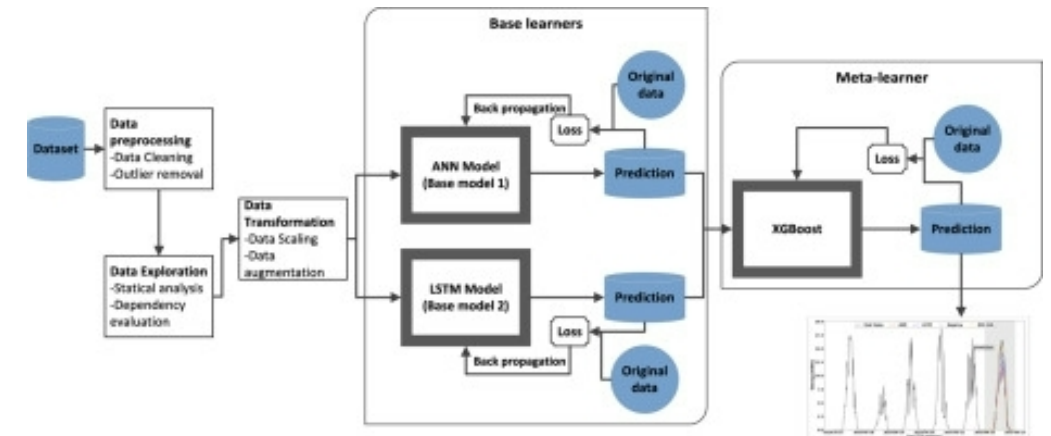 Base learners
Meta-learner
Dataset
Data
preprocessing
-Data Cleaning
-Outlier removal
Data Exploration
-Statical analysis
-Dependency
evaluation
Data
Transformation
-Data Scaling
-Data
augmentation
Back propagation
Loss
Original
data
ANN Model
(Base model 1)
Prediction
LSTM Model
(Base model 2)
Prediction
Loss
Back propagation
Original
data
XGBoost
Loss
Original
data
Prediction